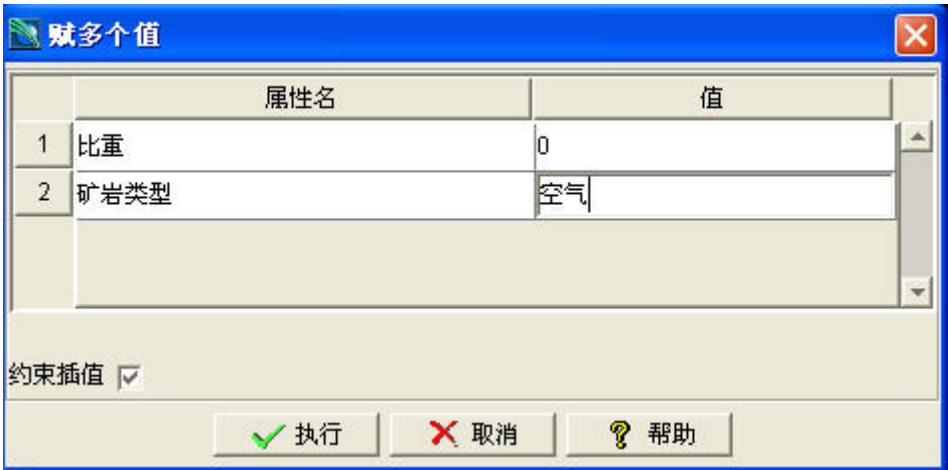 赋多个值
属性名 值
1 比重 0
2 矿岩类型 空气
约束插值
执行 取消 帮助